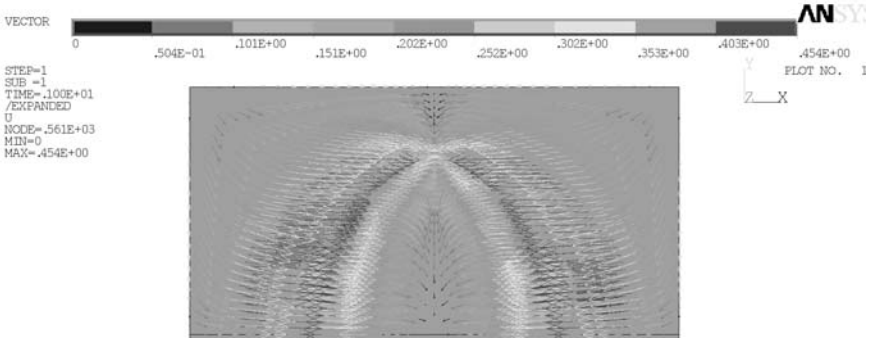 VECTOR
ANSYS
0 .504E-01 .101E+00 .151E+00 .202E+00 .252E+00 .302E+00 .353E+00 .403E+00 .454E+00
STEP=1
SUB =1
TIME=.100E+01
/EXPANDED
U
NODE=.561E+03
MIN=0
MAX=.454E+00
Y
Z X
PLOT NO. 1